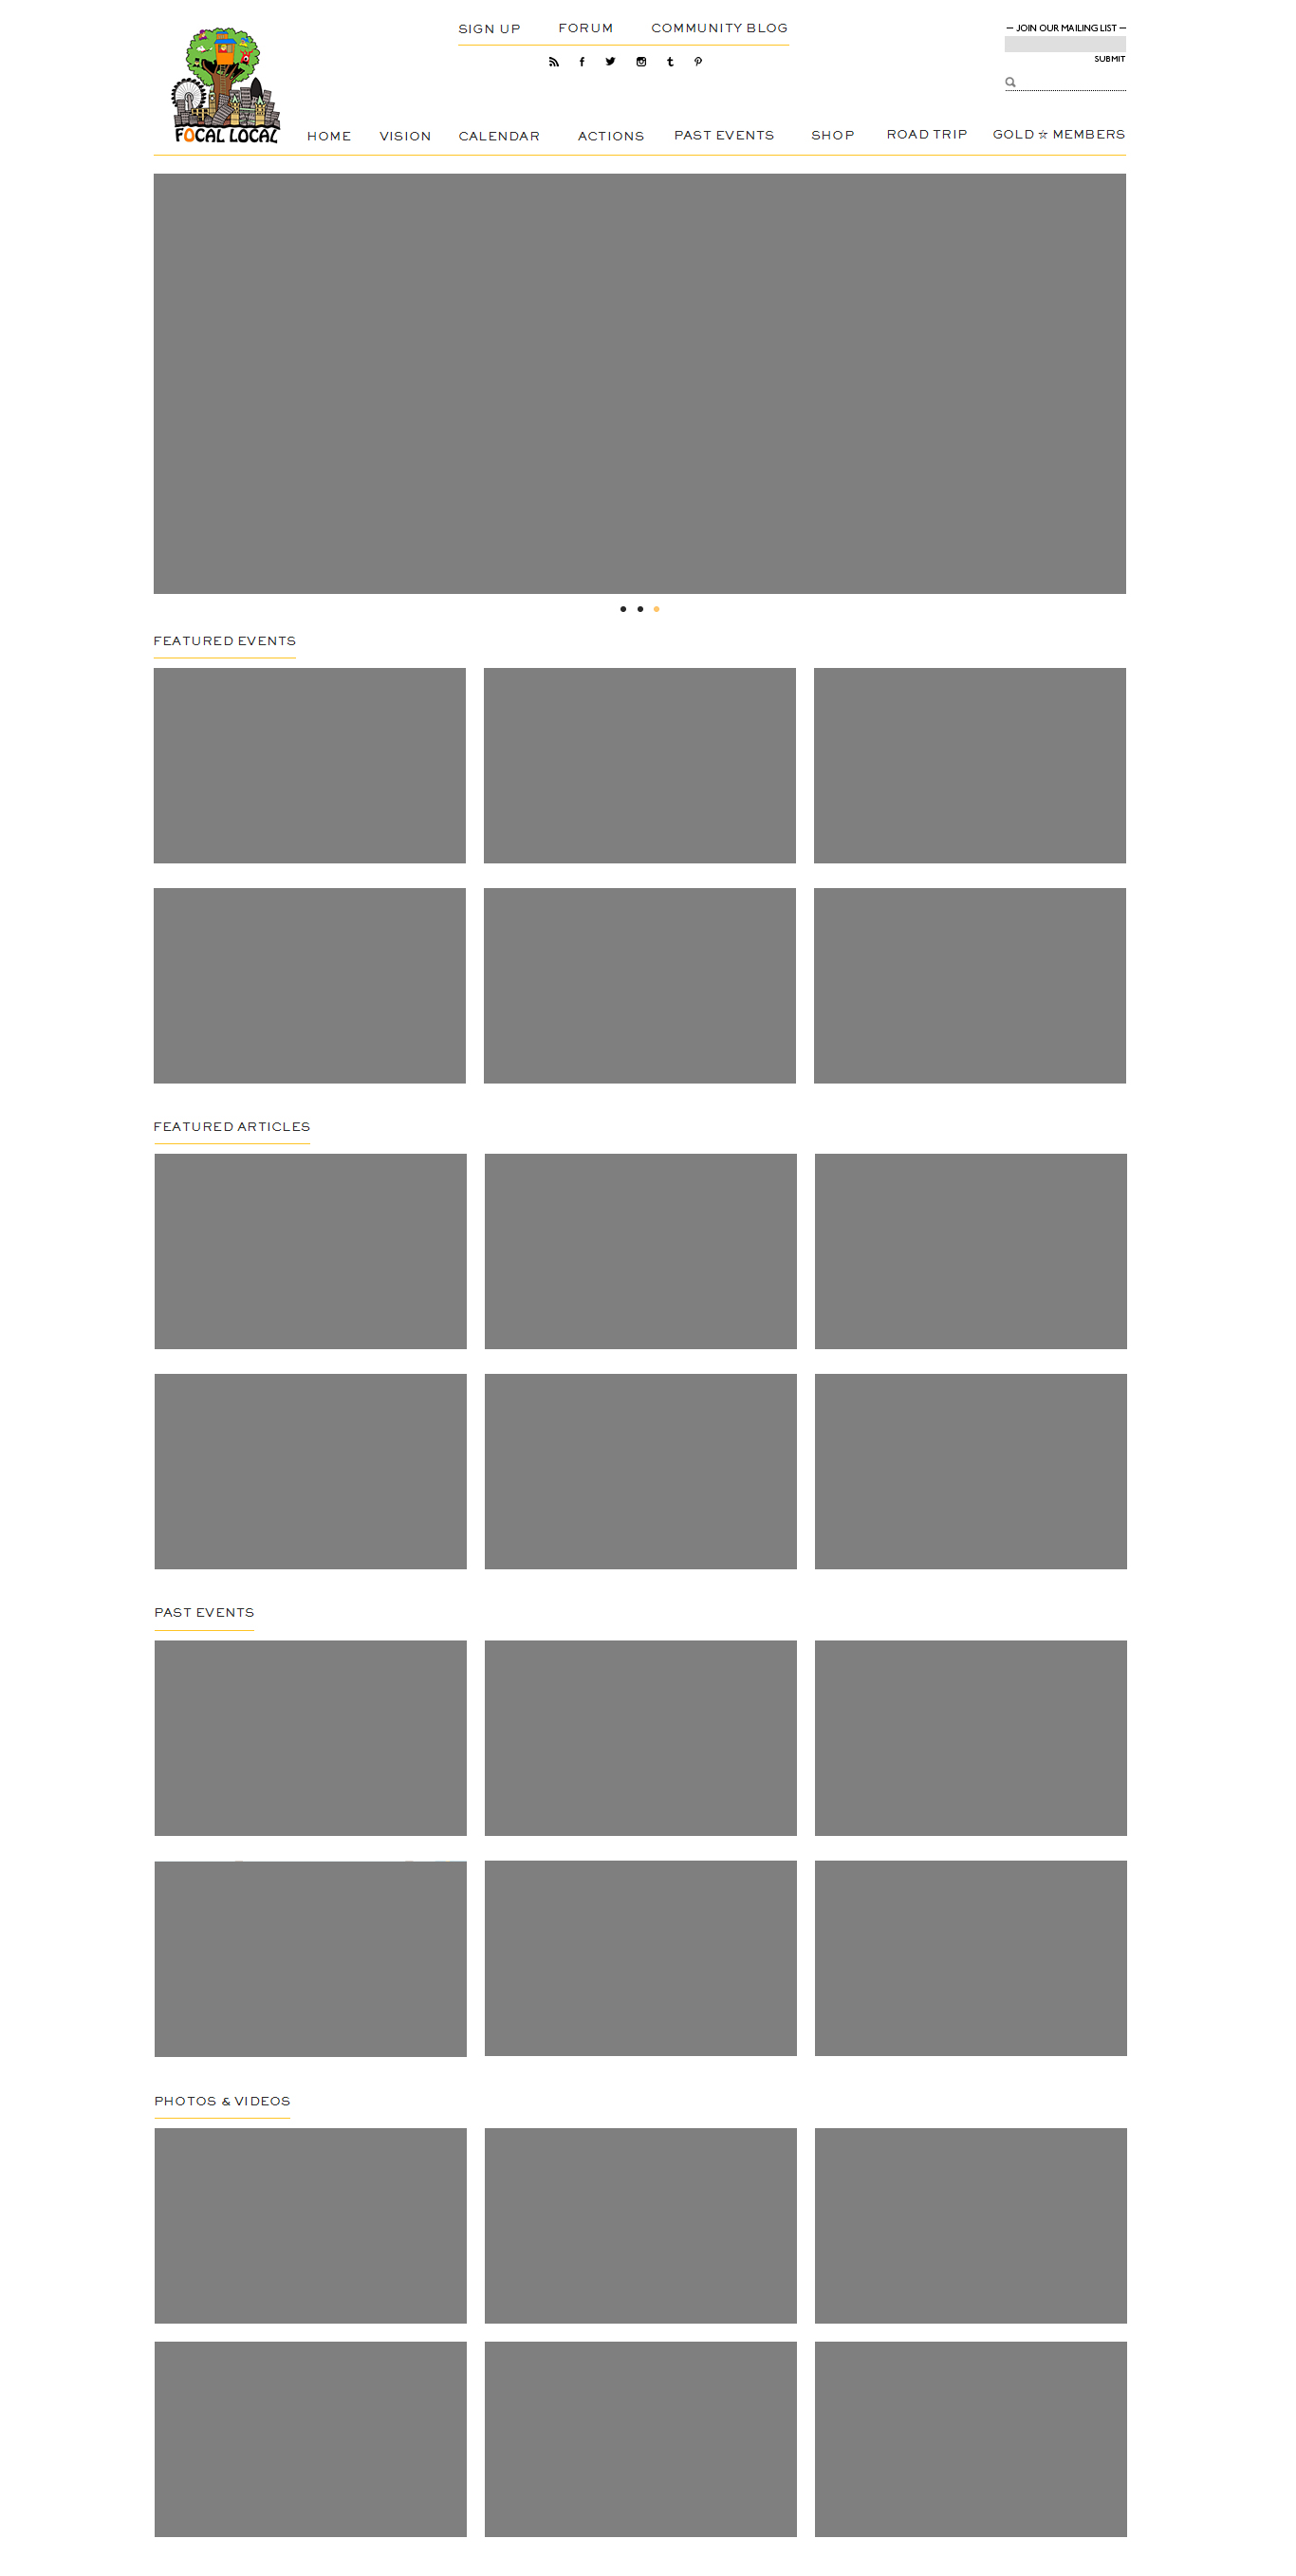 SIGN UP FORUM COMMUNITY BLOG
— JOIN OUR MAILING LIST —
SUBMIT
FOCAL LOCAL
HOME VISION CALENDAR ACTIONS PAST EVENTS SHOP ROAD TRIP GOLD ☆ MEMBERS
FEATURED EVENTS
FEATURED ARTICLES
PAST EVENTS
PHOTOS & VIDEOS